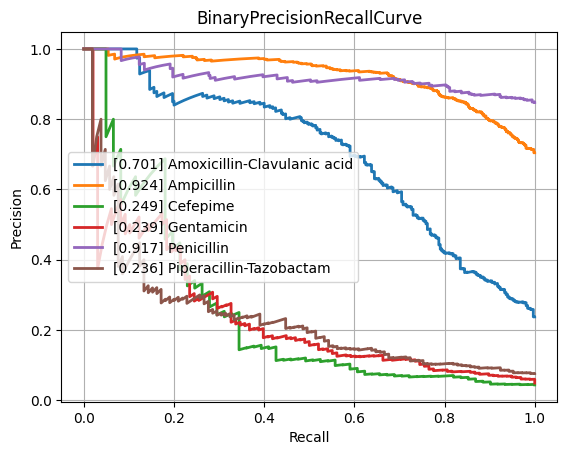 BinaryPrecisionRecallCurve
1.0
0.8
0.6
0.4
0.2
0.0
Precision
[0.701] Amoxicillin-Clavulanic acid
[0.924] Ampicillin
[0.249] Cefepime
[0.239] Gentamicin
[0.917] Penicillin
[0.236] Piperacillin-Tazobactam
0.0 0.2 0.4 0.6 0.8 1.0
Recall